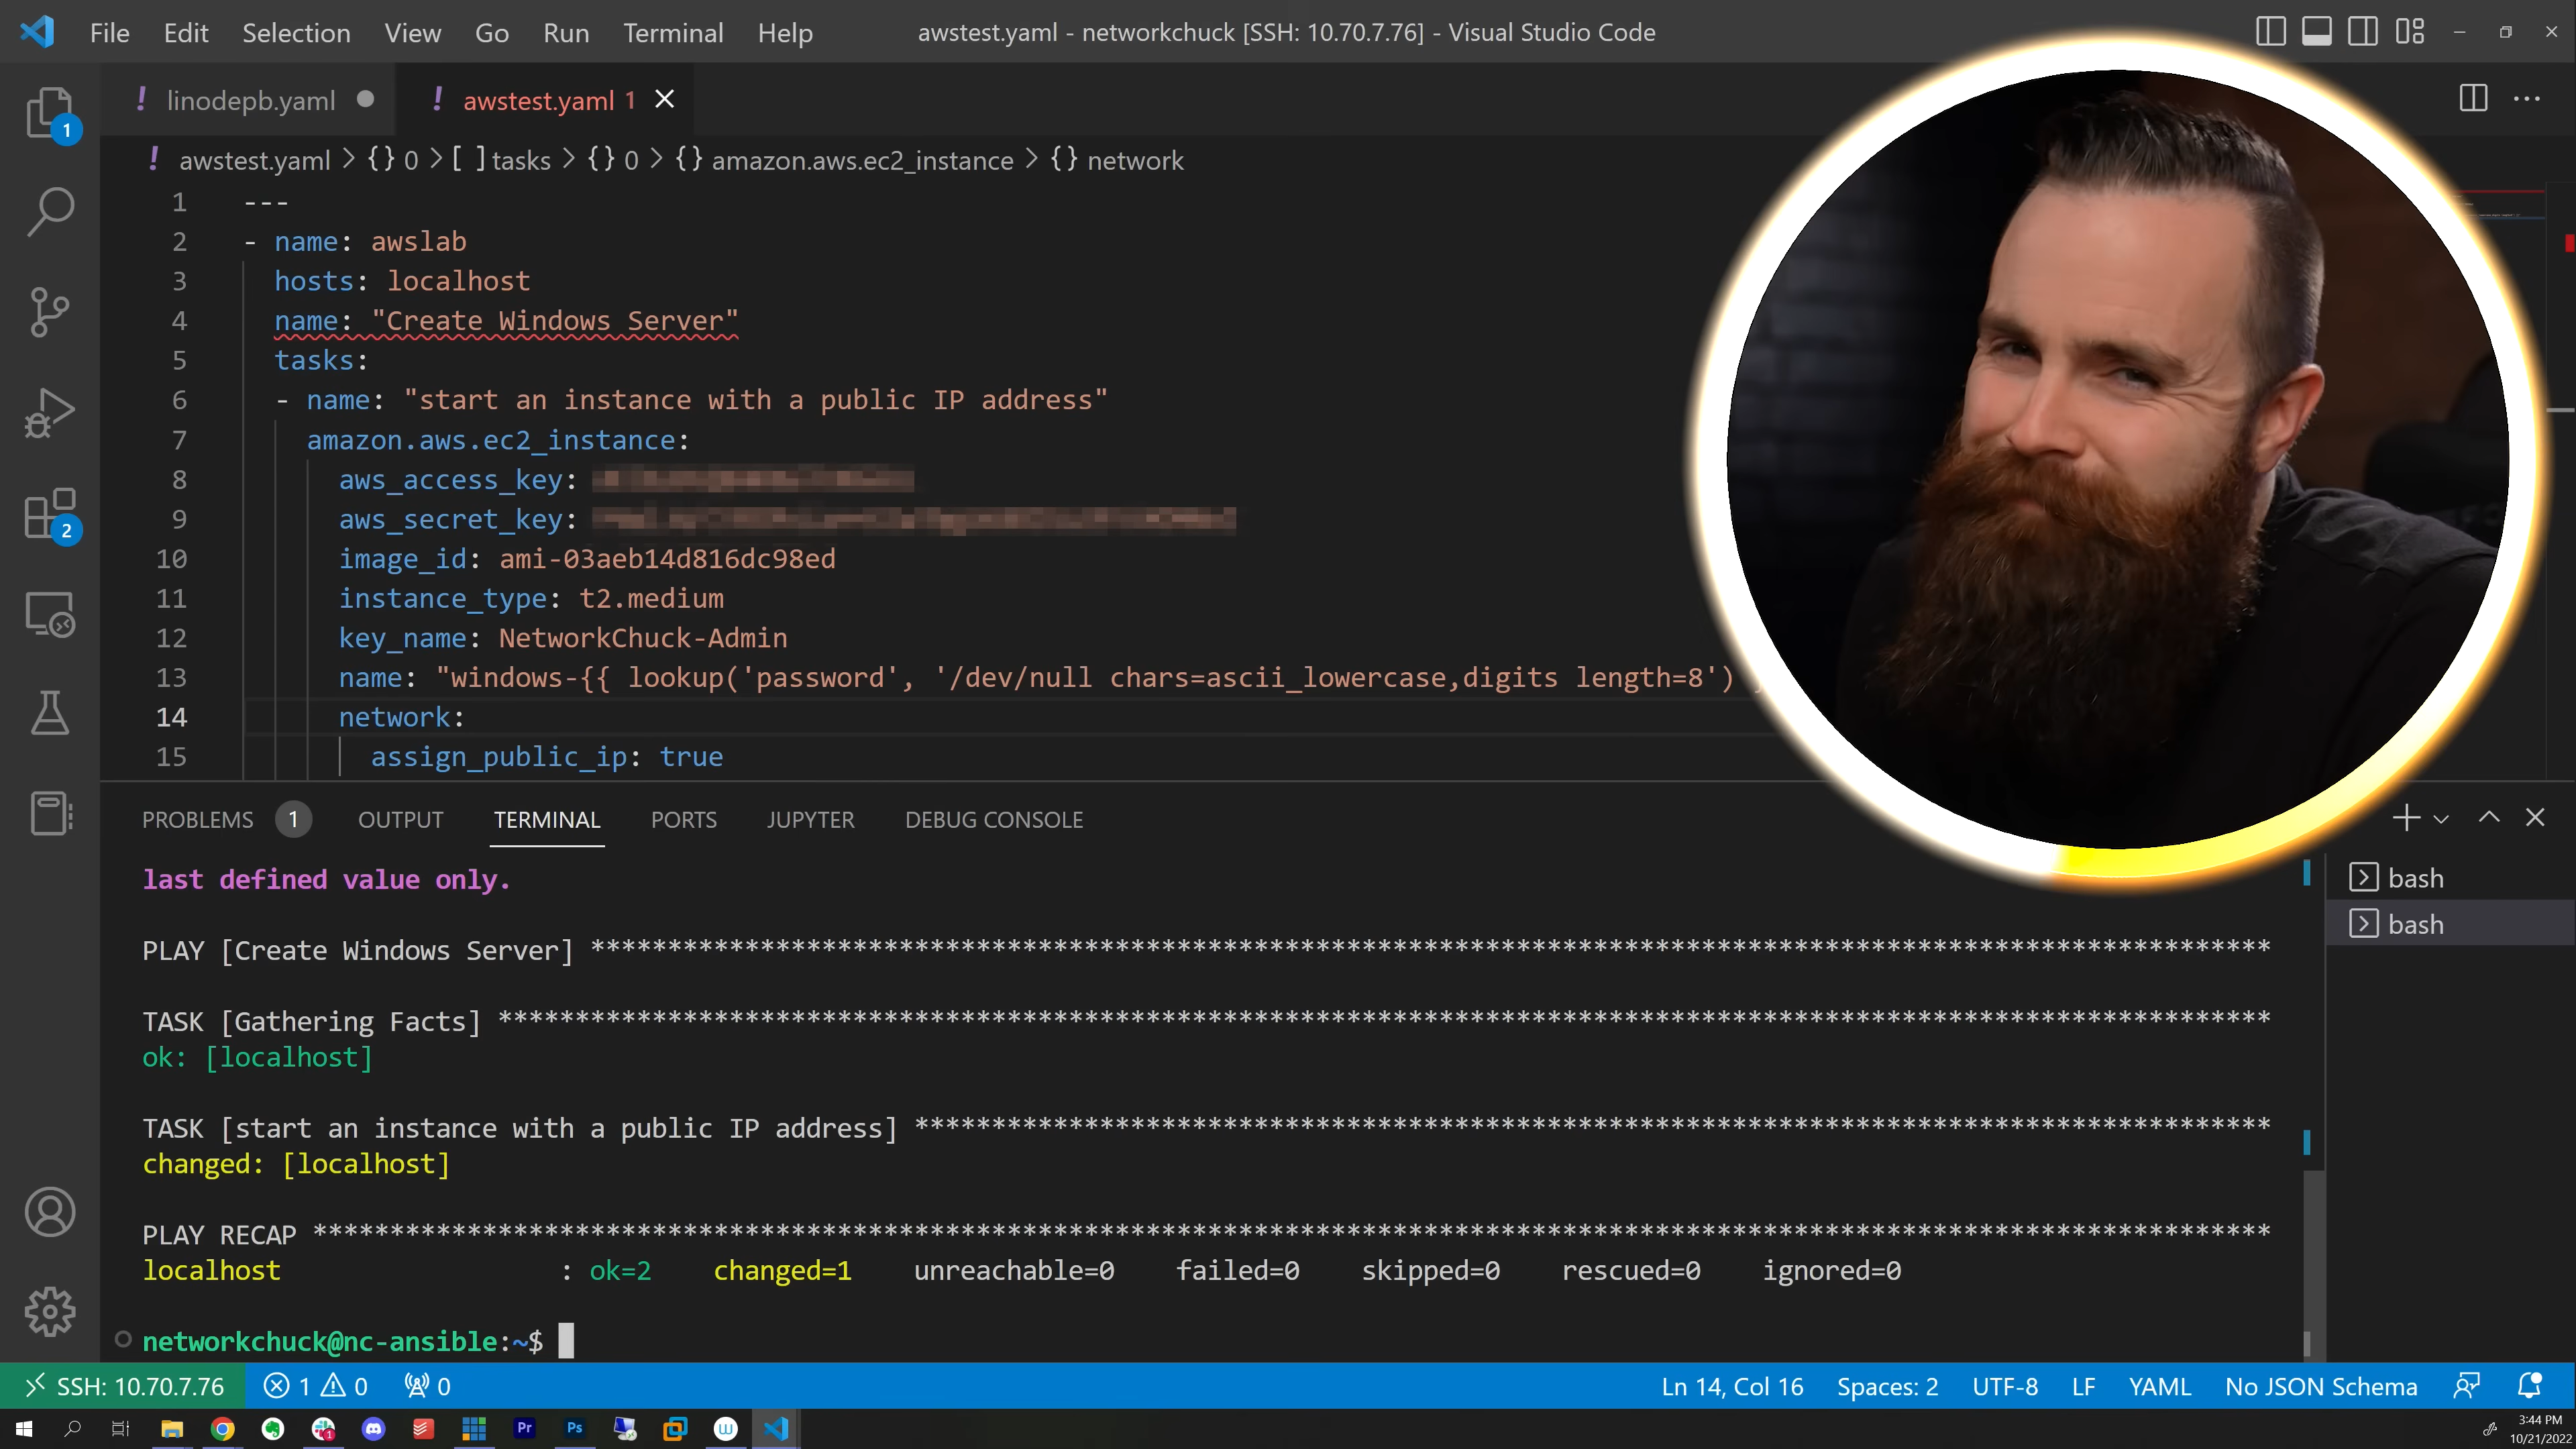 File Edit Selection View Go Run Terminal Help awstest.yaml - networkchuck [SSH: 10.70.7.76] - Visual Studio Code
! linodepb.yaml ! awstest.yaml 1
! awstest.yaml > {} 0 > [ ] tasks > {} 0 > {} amazon.aws.ec2_instance > {} network
1 ---
2 - name: awslab
3 hosts: localhost
4 name: "Create Windows Server"
5 tasks:
6 - name: "start an instance with a public IP address"
7 amazon.aws.ec2_instance:
8 aws_access_key:
9 aws_secret_key:
10 image_id: ami-03aeb14d816dc98ed
11 instance_type: t2.medium
12 key_name: NetworkChuck-Admin
13 name: "windows-{{ lookup('password', '/dev/null chars=ascii_lowercase,digits length=8')
14 network:
15 assign_public_ip: true
1
2
PROBLEMS 1 OUTPUT TERMINAL PORTS JUPYTER DEBUG CONSOLE
last defined value only.
PLAY [Create Windows Server] ****************************************************************************************************************
TASK [Gathering Facts] **********************************************************************************************************************
ok: [localhost]
TASK [start an instance with a public IP address] ******************************************************************************************
changed: [localhost]
PLAY RECAP **********************************************************************************************************************************
localhost : ok=2 changed=1 unreachable=0 failed=0 skipped=0 rescued=0 ignored=0
networkchuck@nc-ansible:~$
bash
bash
SSH: 10.70.7.76 1 0 0 Ln 14, Col 16 Spaces: 2 UTF-8 LF YAML No JSON Schema
Pr Ps 1 3:44 PM
10/21/2022